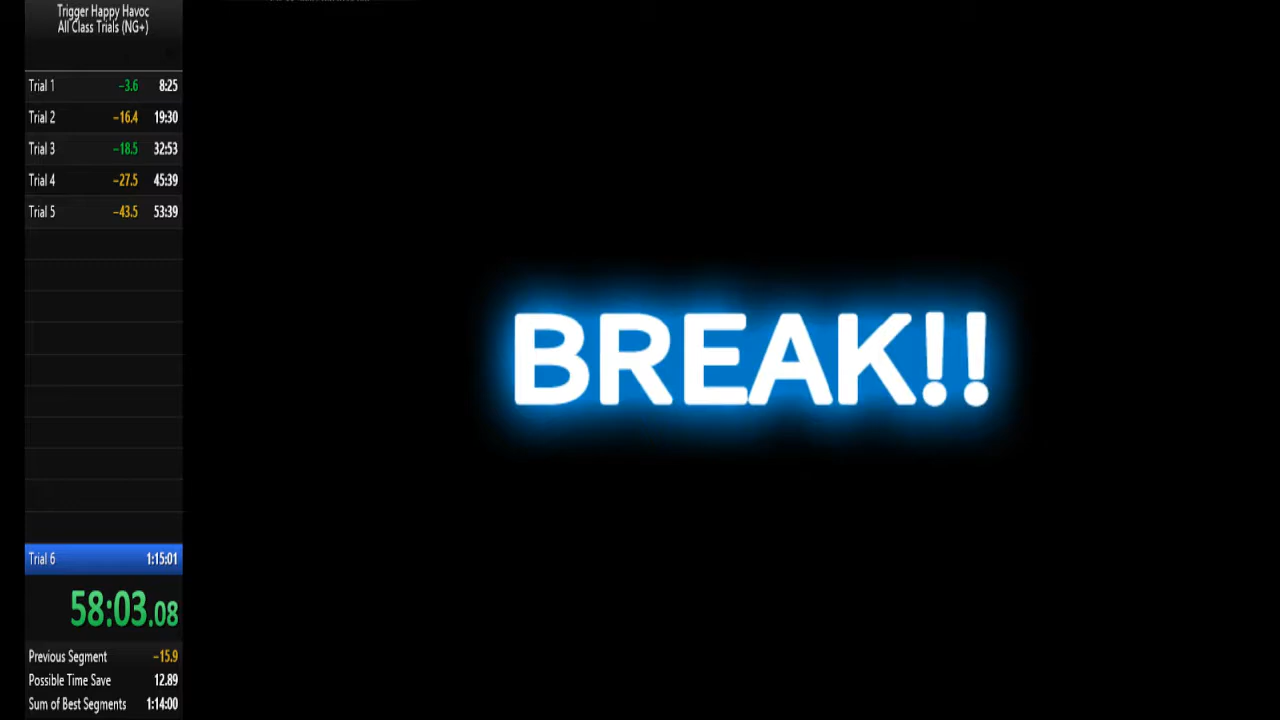 Trigger Happy Havoc
All Class Trials (NG+)
Trial 1 −3.6 8:25
Trial 2 −16.4 19:30
Trial 3 −18.5 32:53
Trial 4 −27.5 45:39
Trial 5 −43.5 53:39
BREAK!!
Trial 6 1:15:01
58:03.08
Previous Segment −15.9
Possible Time Save 12.89
Sum of Best Segments 1:14:00